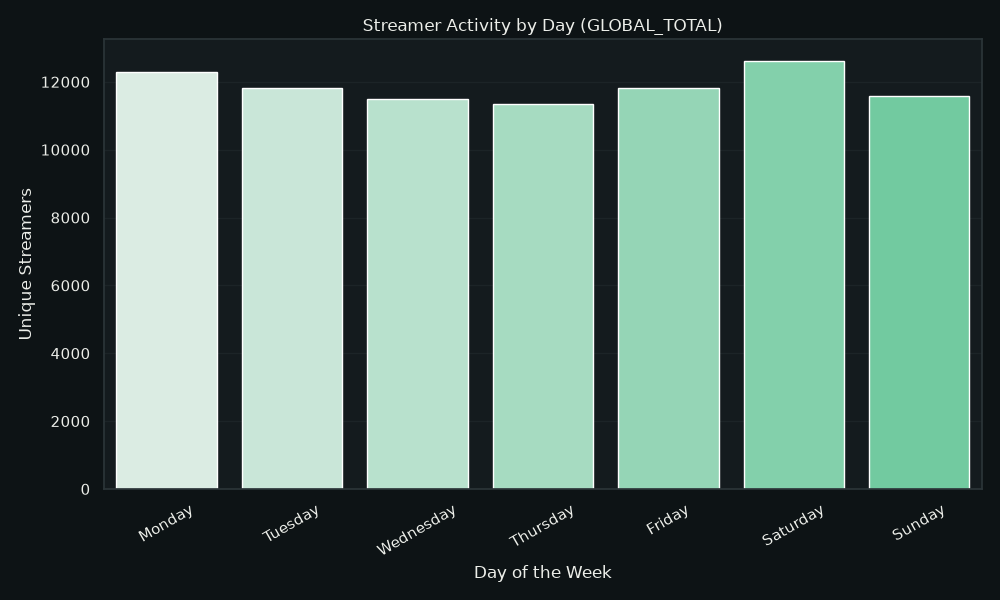 Streamer Activity by Day (GLOBAL_TOTAL)
Unique Streamers
12000
10000
8000
6000
4000
2000
0
Monday
Tuesday
Wednesday
Thursday
Friday
Saturday
Sunday
Day of the Week